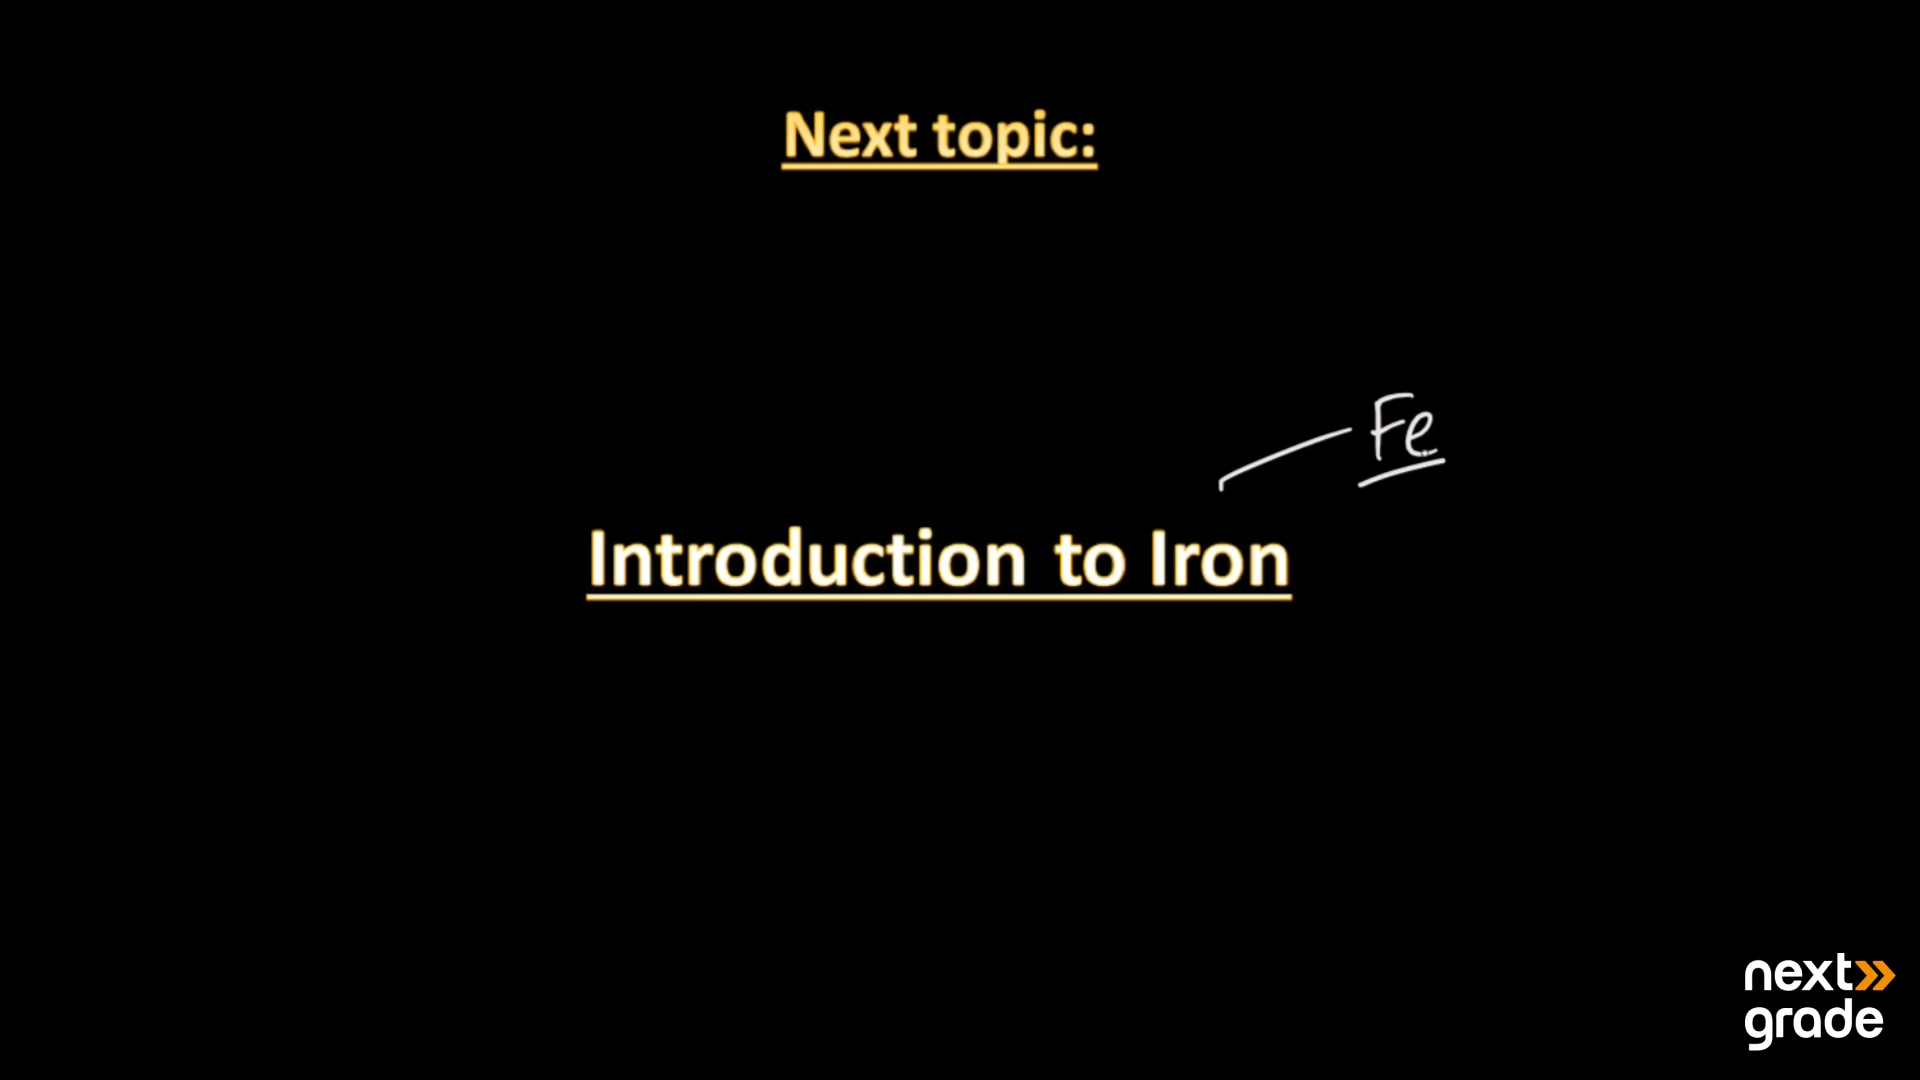 Next topic:
Fe
Introduction to Iron
next
grade